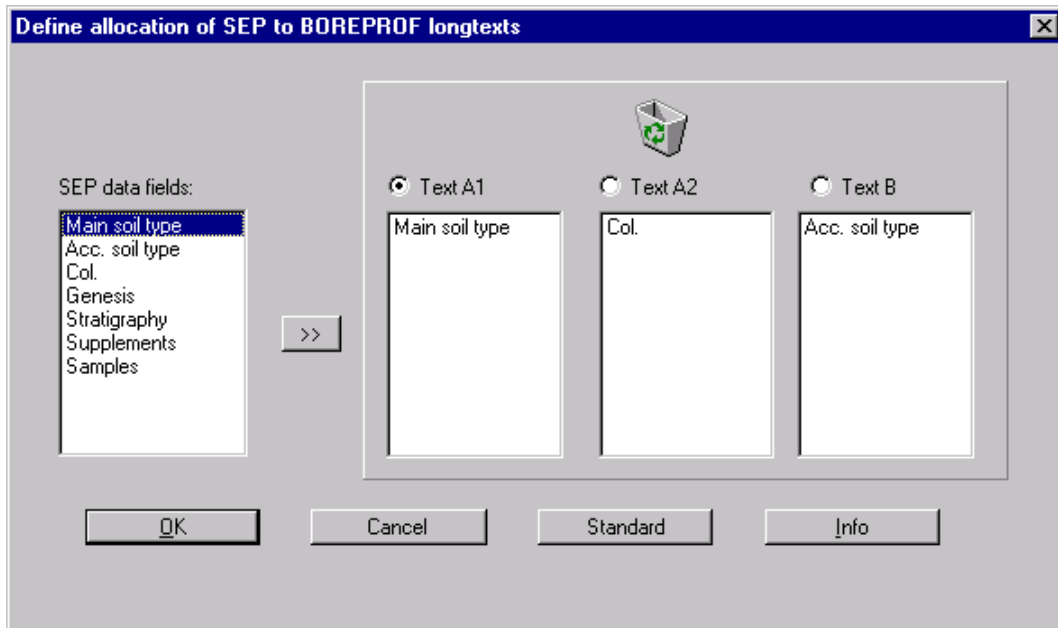 Define allocation of SEP to BOREPROF longtexts
SEP data fields:
Main soil type
Acc. soil type
Col.
Genesis
Stratigraphy
Supplements
Samples
>>
Text A1
Main soil type
Text A2
Col.
Text B
Acc. soil type
OK
Cancel
Standard
Info